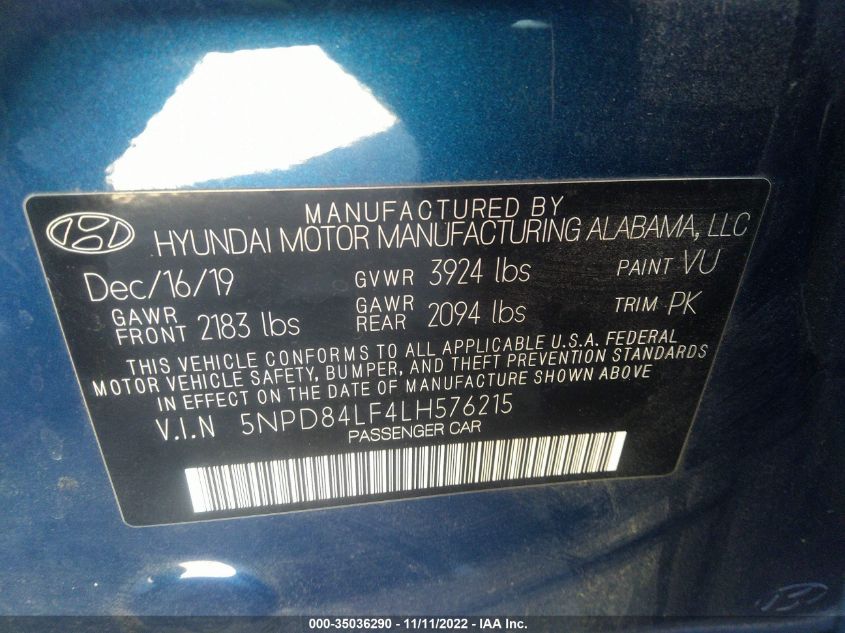 MANUFACTURED BY
HYUNDAI MOTOR MANUFACTURING ALABAMA, LLC
Dec/16/19 GVWR 3924 lbs PAINT VU
GAWR FRONT 2183 lbs GAWR REAR 2094 lbs TRIM PK
THIS VEHICLE CONFORMS TO ALL APPLICABLE U.S.A. FEDERAL
MOTOR VEHICLE SAFETY, BUMPER, AND THEFT PREVENTION STANDARDS
IN EFFECT ON THE DATE OF MANUFACTURE SHOWN ABOVE
V.I.N 5NPD84LF4LH576215
PASSENGER CAR
000-35036290 - 11/11/2022 - IAA Inc.